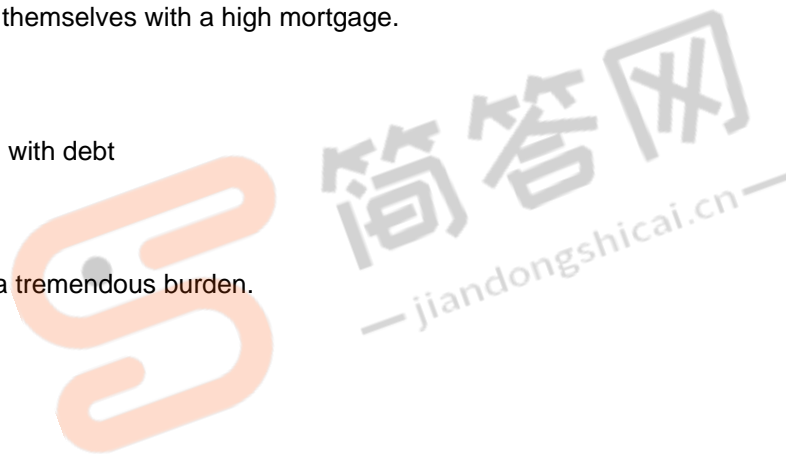 themselves with a high mortgage.
with debt
a tremendous burden.
简答网
jiandongshicai.cn